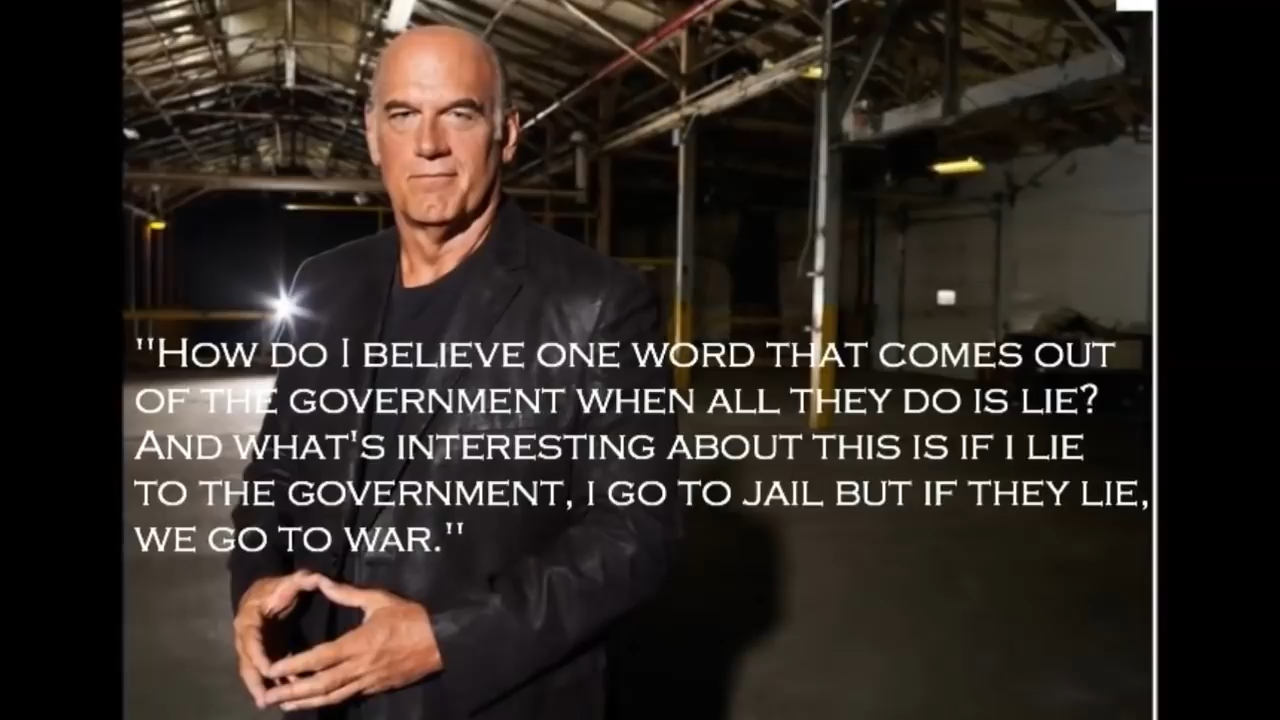 "How do I believe one word that comes out
of the government when all they do is lie?
And what's interesting about this is if i lie
to the government, i go to jail but if they lie,
we go to war."